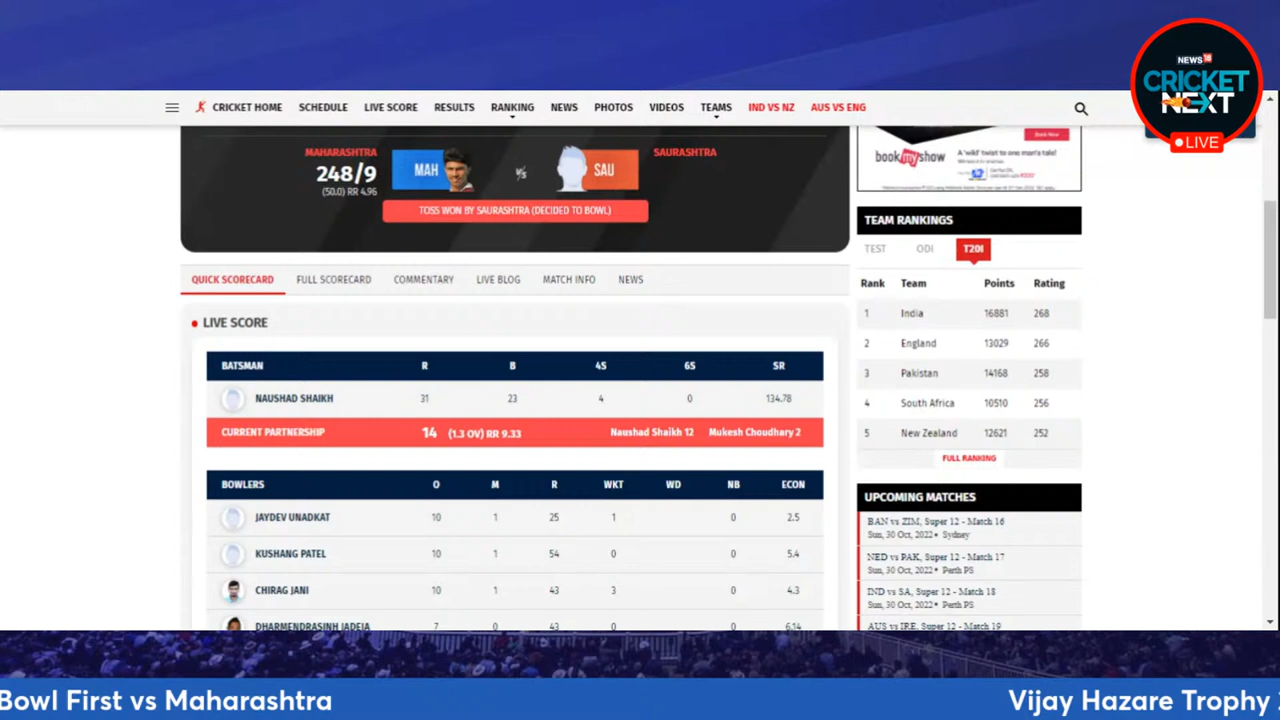 NEWS18
CRICKET
NEXT
LIVE
CRICKET HOME SCHEDULE LIVE SCORE RESULTS RANKING NEWS PHOTOS VIDEOS TEAMS IND VS NZ AUS VS ENG
MAHARASHTRA
248/9
(50.0) RR 4.96
MAH
VS
SAU
SAURASHTRA
TOSS WON BY SAURASHTRA (DECIDED TO BOWL)
Book Now
bookmyshow
A 'wild' twist to one man's tale!
QUICK SCORECARD FULL SCORECARD COMMENTARY LIVE BLOG MATCH INFO NEWS
LIVE SCORE
BATSMAN R B 4S 6S SR
NAUSHAD SHAIKH 31 23 4 0 134.78
CURRENT PARTNERSHIP 14 (1.3 OV) RR 9.33 Naushad Shaikh 12 Mukesh Choudhary 2
BOWLERS O M R WKT WD NB ECON
JAYDEV UNADKAT 10 1 25 1 0 2.5
KUSHANG PATEL 10 1 54 0 0 5.4
CHIRAG JANI 10 1 43 3 0 4.3
DHARMENDRASINH JADEJA 7 0 43 0 0 6.14
TEAM RANKINGS
TEST ODI T20I
Rank Team Points Rating
1 India 16881 268
2 England 13029 266
3 Pakistan 14168 258
4 South Africa 10510 256
5 New Zealand 12621 252
FULL RANKING
UPCOMING MATCHES
BAN vs ZIM, Super 12 - Match 16
Sun, 30 Oct, 2022 • Sydney
NED vs PAK, Super 12 - Match 17
Sun, 30 Oct, 2022 • Perth PS
IND vs SA, Super 12 - Match 18
Sun, 30 Oct, 2022 • Perth PS
AUS vs IRE, Super 12 - Match 19
Bowl First vs Maharashtra
Vijay Hazare Trophy